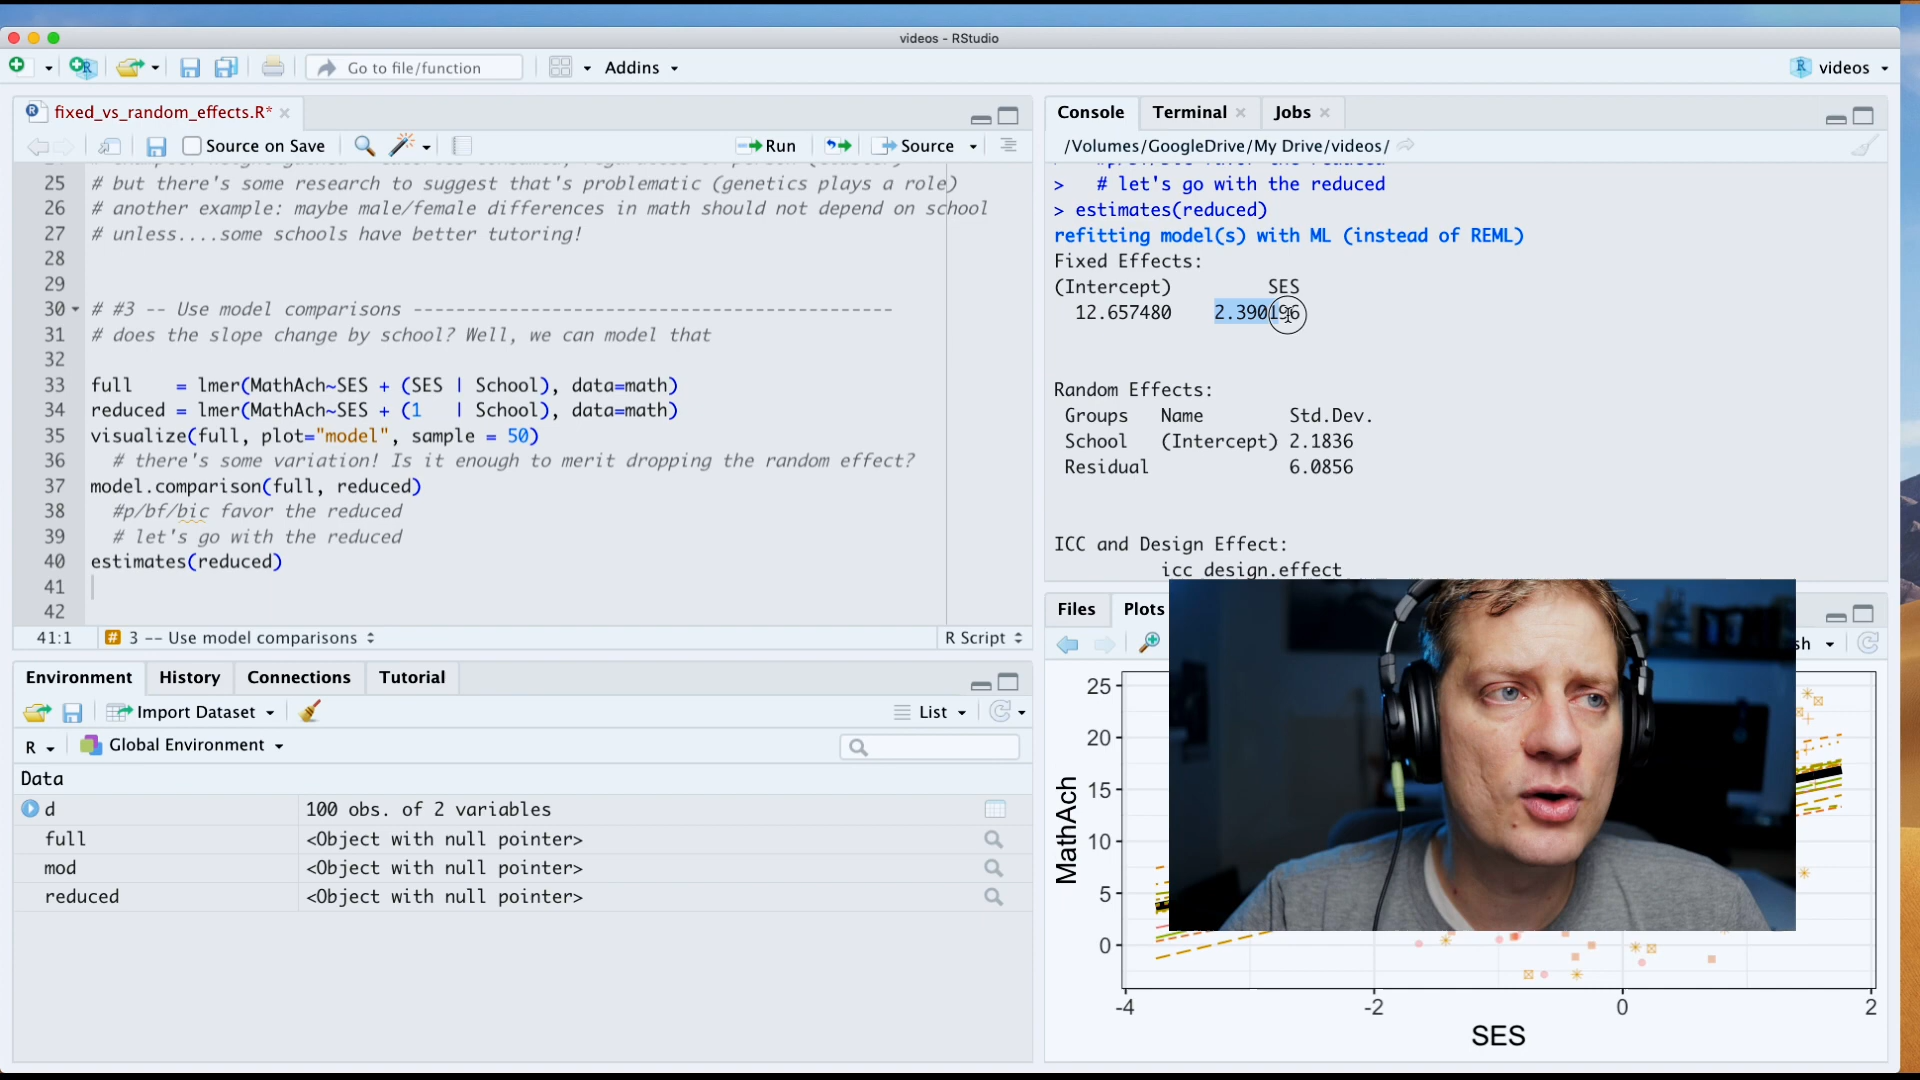 videos - RStudio
Go to file/function
Addins
videos
fixed_vs_random_effects.R*
Source on Save
Run
Source
25 # but there's some research to suggest that's problematic (genetics plays a role)
26 # another example: maybe male/female differences in math should not depend on school
27 # unless....some schools have better tutoring!
28
29
30 # #3 -- Use model comparisons ---------------------------------------------
31 # does the slope change by school? Well, we can model that
32
33 full    = lmer(MathAch~SES + (SES | School), data=math)
34 reduced = lmer(MathAch~SES + (1   | School), data=math)
35 visualize(full, plot="model", sample = 50)
36   # there's some variation! Is it enough to merit dropping the random effect?
37 model.comparison(full, reduced)
38   #p/bf/bic favor the reduced
39   # let's go with the reduced
40 estimates(reduced)
41
42
41:1
# 3 -- Use model comparisons
R Script
Environment
History
Connections
Tutorial
Import Dataset
List
R
Global Environment
Data
d 100 obs. of 2 variables
full <Object with null pointer>
mod <Object with null pointer>
reduced <Object with null pointer>
Console
Terminal
Jobs
/Volumes/GoogleDrive/My Drive/videos/
>   # let's go with the reduced
> estimates(reduced)
refitting model(s) with ML (instead of REML)
Fixed Effects:
(Intercept)         SES
  12.657480    2.390196
Random Effects:
 Groups   Name        Std.Dev.
 School   (Intercept) 2.1836
 Residual             6.0856
ICC and Design Effect:
          icc design.effect
Files
Plots
MathAch
25
20
15
10
5
0
-4
-2
0
2
SES